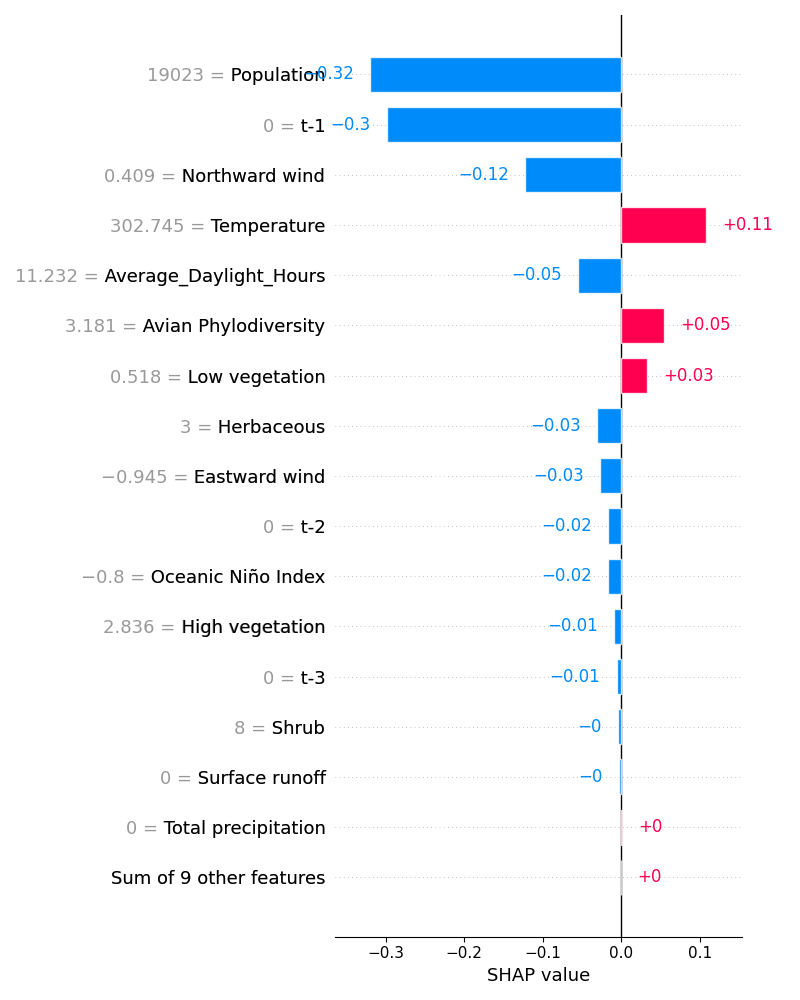 19023 = Population −0.32
0 = t-1 −0.3
0.409 = Northward wind −0.12
302.745 = Temperature +0.11
11.232 = Average_Daylight_Hours −0.05
3.181 = Avian Phylodiversity +0.05
0.518 = Low vegetation +0.03
3 = Herbaceous −0.03
−0.945 = Eastward wind −0.03
0 = t-2 −0.02
−0.8 = Oceanic Niño Index −0.02
2.836 = High vegetation −0.01
0 = t-3 −0.01
8 = Shrub −0
0 = Surface runoff −0
0 = Total precipitation +0
Sum of 9 other features +0
−0.3 −0.2 −0.1 0.0 0.1
SHAP value